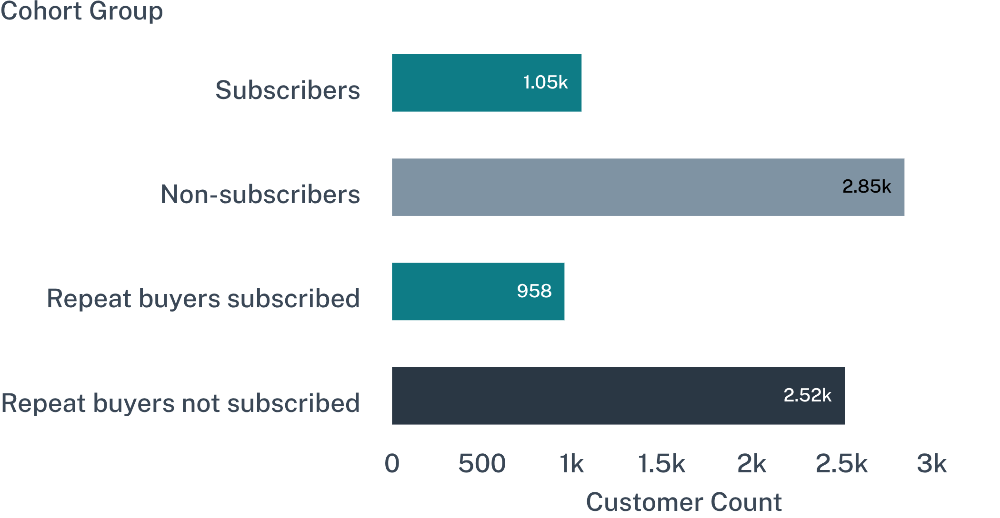 Cohort Group
Subscribers
1.05k
Non-subscribers
2.85k
Repeat buyers subscribed
958
Repeat buyers not subscribed
2.52k
0 500 1k 1.5k 2k 2.5k 3k
Customer Count